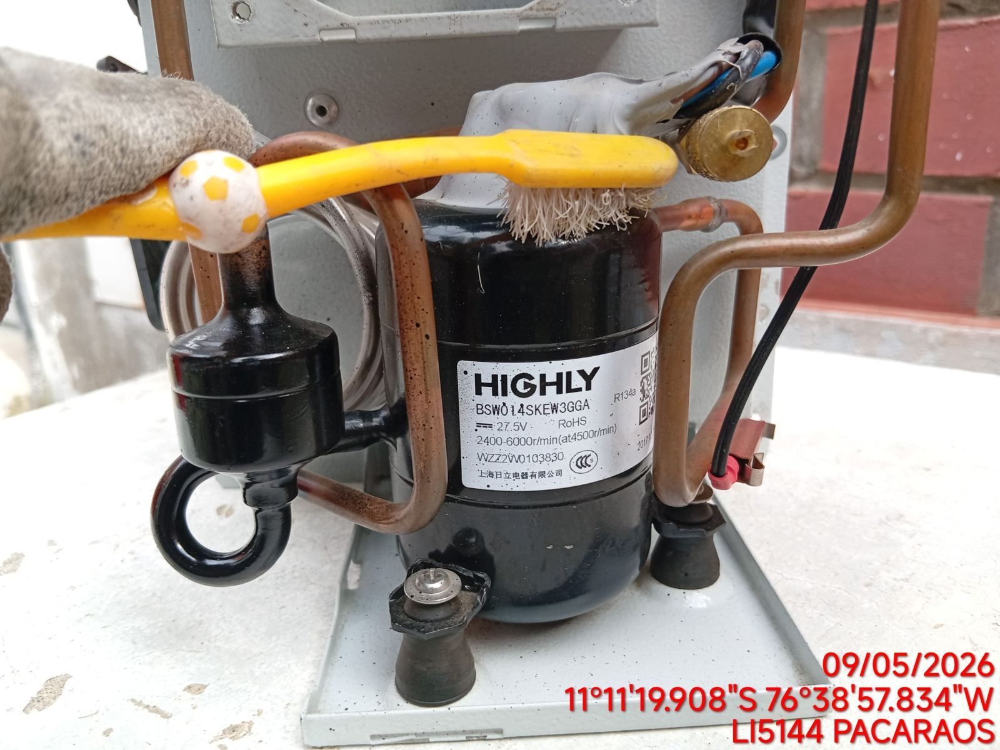 HIGHLY
BSW014SKEW3GGA
R134a
27.5V RoHS
2400-6000r/min(at4500r/min)
WZZ2W0103830
上海日立电器有限公司
09/05/2026
11°11'19.908"S 76°38'57.834"W
LI5144 PACARAOS